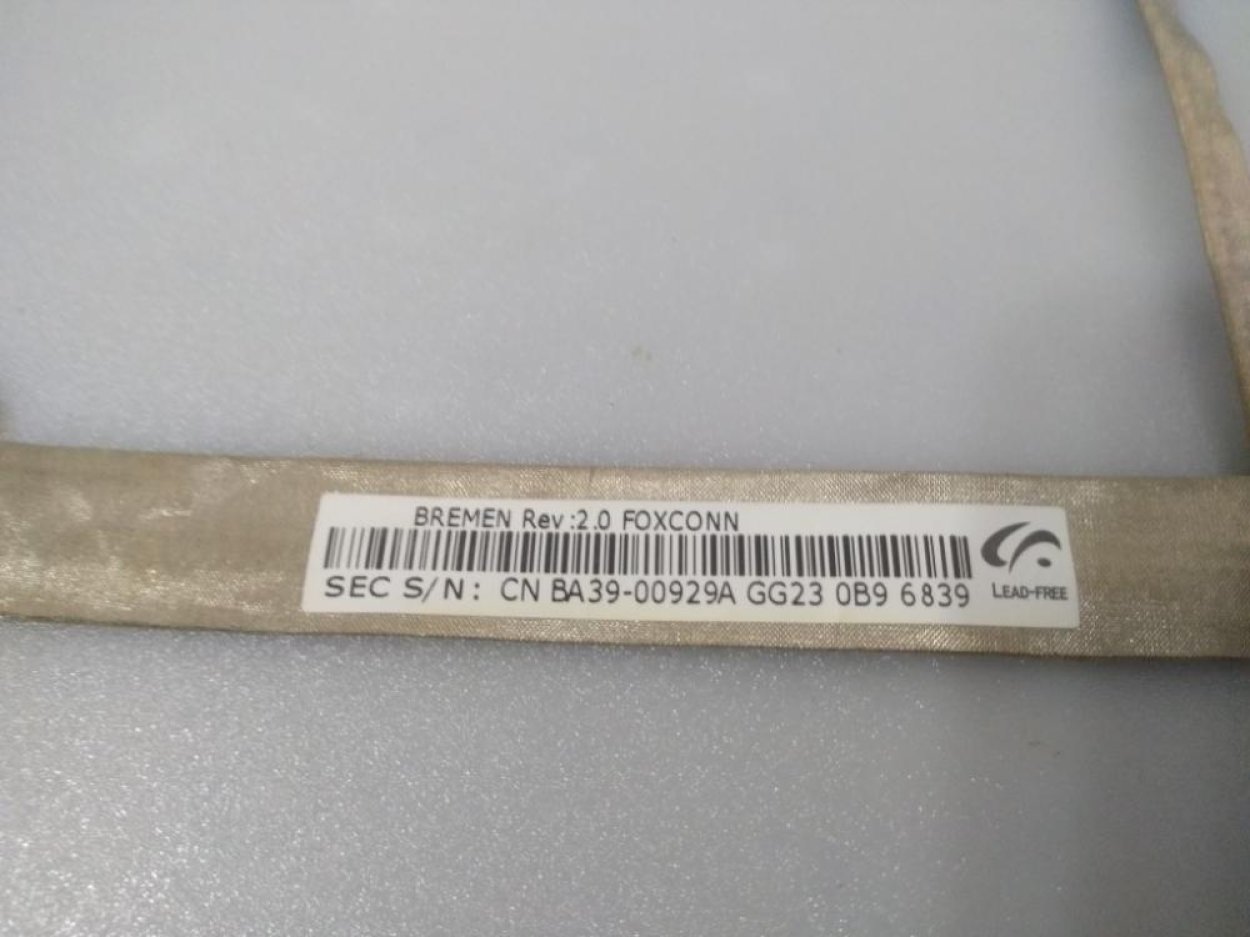 BREMEN Rev :2.0 FOXCONN
SEC S/N: CN BA39-00929A GG23 0B9 6839
LEAD-FREE